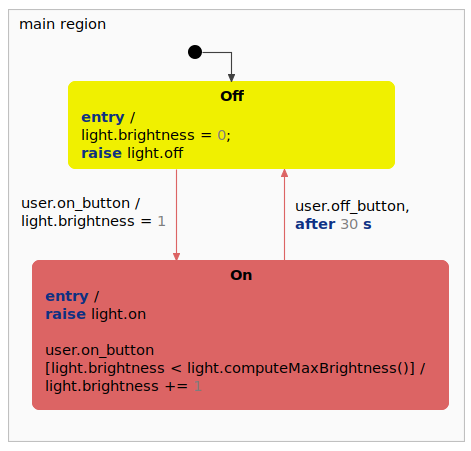 main region
Off
entry /
light.brightness = 0;
raise light.off
user.on_button /
light.brightness = 1
user.off_button,
after 30 s
On
entry /
raise light.on
user.on_button
[light.brightness < light.computeMaxBrightness()] /
light.brightness += 1